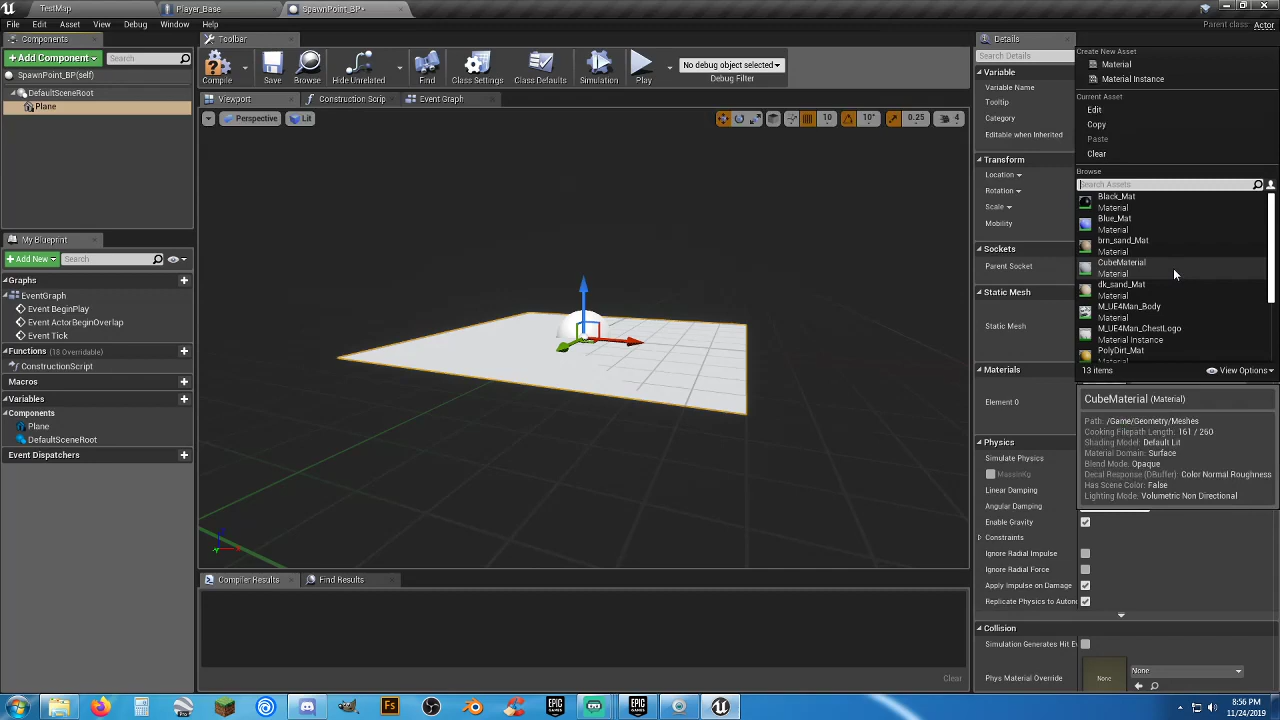 TestMap
Player_Base
SpawnPoint_BP*
File Edit Asset View Debug Window Help
Parent class: Actor
Components
Toolbar
Details
+ Add Component
Search
SpawnPoint_BP(self)
DefaultSceneRoot
Plane
Compile
Save
Browse
Hide Unrelated
Find
Class Settings
Class Defaults
Simulation
Play
No debug object selected
Debug Filter
Viewport
Construction Scrip
Event Graph
Perspective
Lit
10
10°
0.25
4
My Blueprint
+ Add New
Search
Graphs
EventGraph
Event BeginPlay
Event ActorBeginOverlap
Event Tick
Functions (18 Overridable)
ConstructionScript
Macros
Variables
Components
Plane
DefaultSceneRoot
Event Dispatchers
Compiler Results
Find Results
Clear
Search Details
Variable
Variable Name
Tooltip
Category
Editable when Inherited
Transform
Location
Rotation
Scale
Mobility
Sockets
Parent Socket
Static Mesh
Static Mesh
Materials
Element 0
Physics
Simulate Physics
MassInKg
Linear Damping
Angular Damping
Enable Gravity
Constraints
Ignore Radial Impulse
Ignore Radial Force
Apply Impulse on Damage
Replicate Physics to Auton
Collision
Simulation Generates Hit E
Phys Material Override
None
None
Create New Asset
Material
Material Instance
Current Asset
Edit
Copy
Paste
Clear
Browse
Search Assets
Black_Mat
Material
Blue_Mat
Material
brn_sand_Mat
Material
CubeMaterial
Material
dk_sand_Mat
Material
M_UE4Man_Body
Material
M_UE4Man_ChestLogo
Material Instance
PolyDirt_Mat
Material
13 items
View Options
CubeMaterial (Material)
Path: /Game/Geometry/Meshes
Cooking Filepath Length: 161 / 260
Shading Model: Default Lit
Material Domain: Surface
Blend Mode: Opaque
Decal Response (DBuffer): Color Normal Roughness
Has Scene Color: False
Lighting Mode: Volumetric Non Directional
Pro
Fs
EPIC GAMES
EPIC GAMES
8:56 PM
11/24/2019